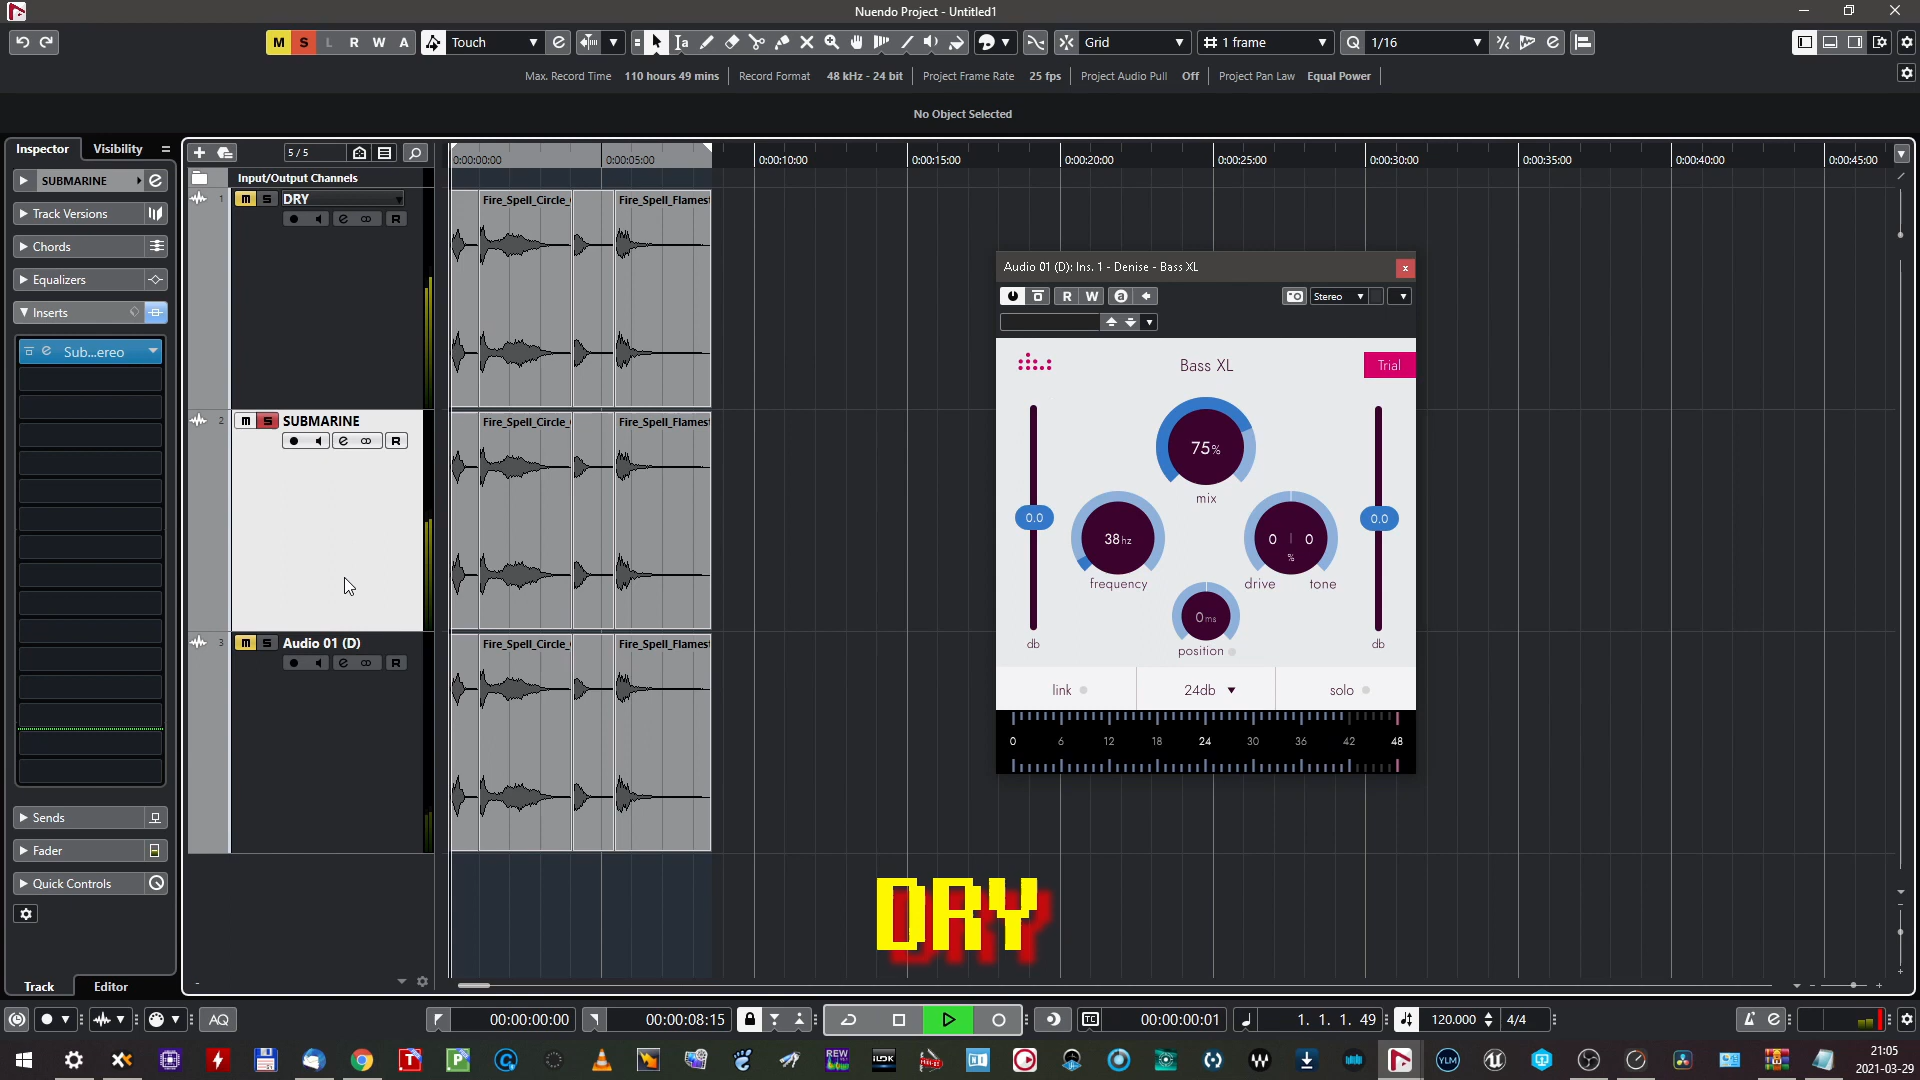 Nuendo Project - Untitled1
M S L R W A Touch Grid 1 frame Q 1/16
Max. Record Time 110 hours 49 mins Record Format 48 kHz - 24 bit Project Frame Rate 25 fps Project Audio Pull Off Project Pan Law Equal Power
No Object Selected
Inspector Visibility
SUBMARINE
Track Versions
Chords
Equalizers
Inserts
Sub...ereo
Sends
Fader
Quick Controls
Track Editor
5 / 5
Input/Output Channels
1 m S DRY
R
2 m S SUBMARINE
R
3 m S Audio 01 (D)
R
0:00:00:00 0:00:05:00 0:00:10:00 0:00:15:00 0:00:20:00 0:00:25:00 0:00:30:00 0:00:35:00 0:00:40:00 0:00:45:00
Fire_Spell_Circle_ Fire_Spell_Flames
Fire_Spell_Circle_ Fire_Spell_Flames
Fire_Spell_Circle_ Fire_Spell_Flames
Audio 01 (D): Ins. 1 - Denise - Bass XL x
R W a Stereo
Bass XL Trial
75%
mix
0.0 0.0
38hz
frequency
0 | 0
%
drive tone
0ms
position
db db
link 24db solo
0 6 12 18 24 30 36 42 48
DRY
AQ 00:00:00:00 00:00:08:15 TC 00:00:00:01 1. 1. 1. 49 120.000 4/4
REW iLOK YLM W
21:05
2021-03-29